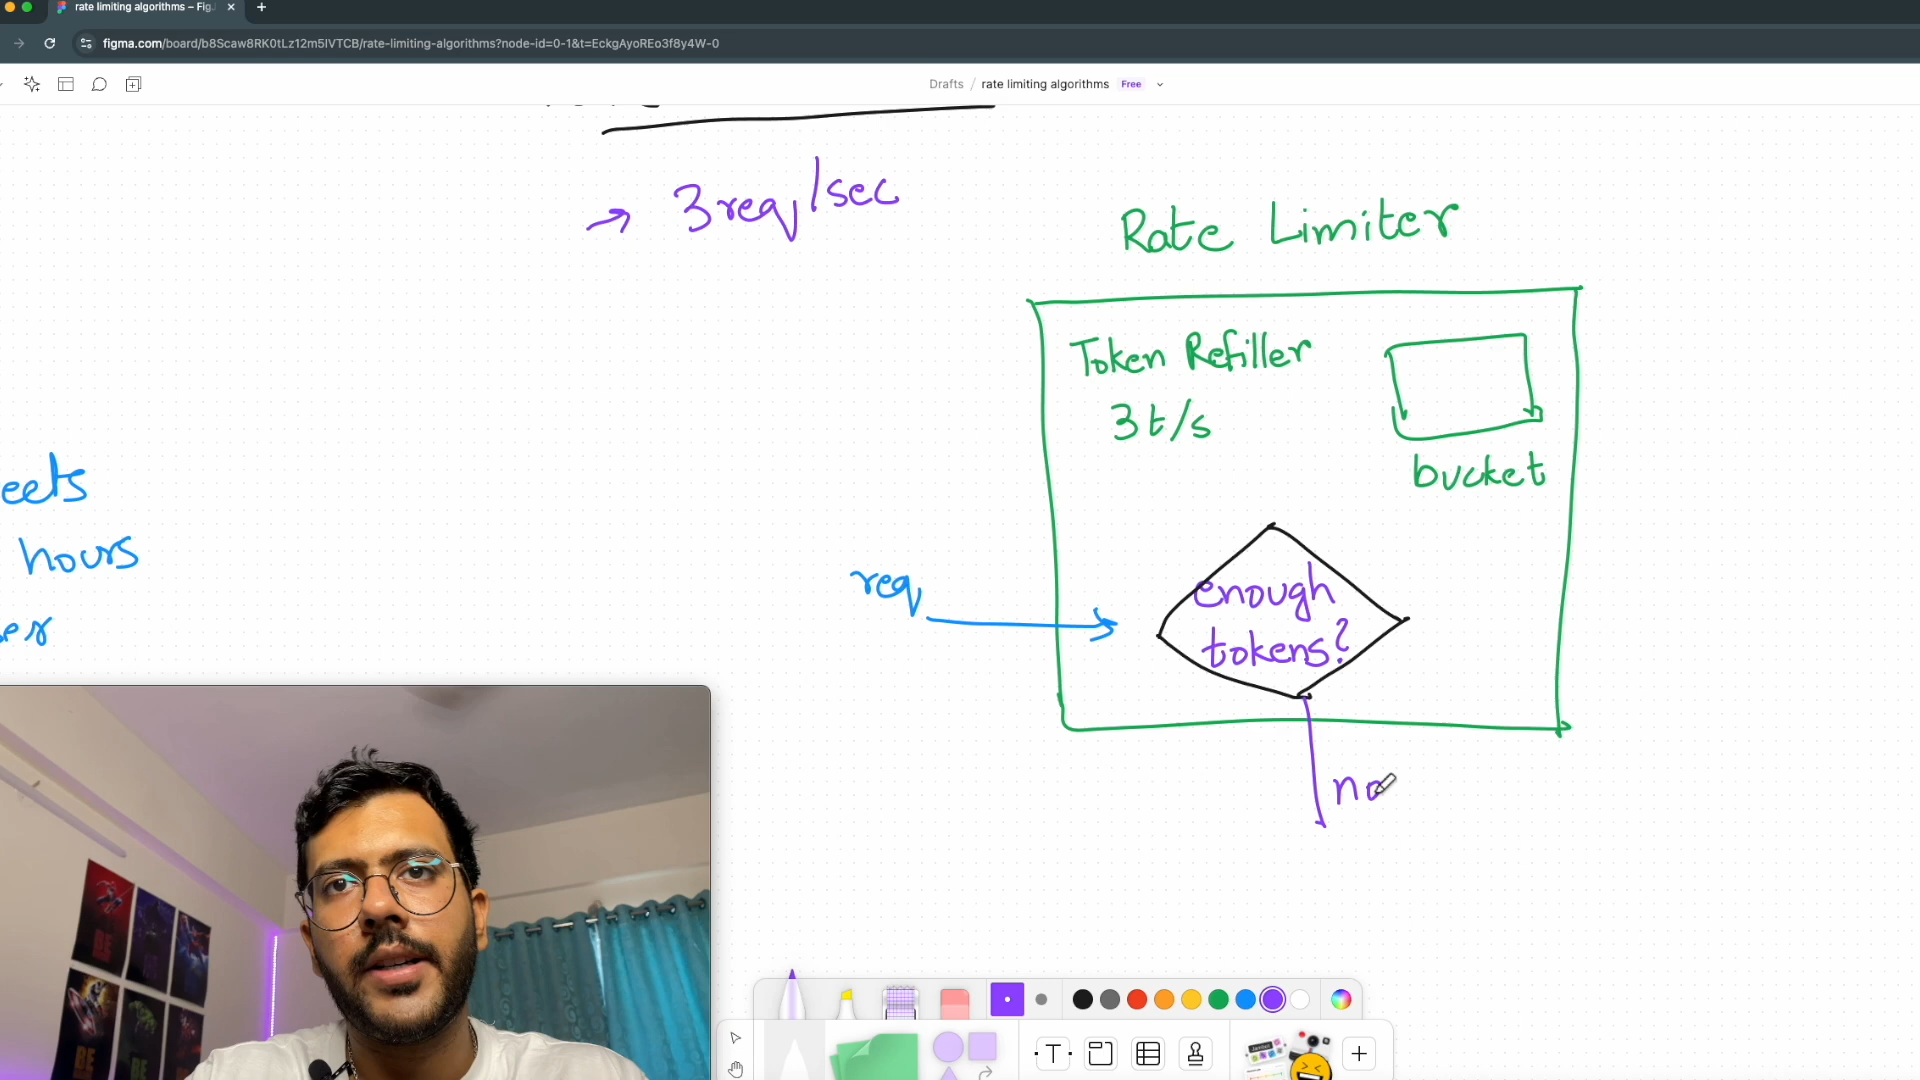 rate limiting algorithms – Fig
figma.com/board/b8Scaw8RK0tLz12m5IVTCB/rate-limiting-algorithms?node-id=0-1&t=EckgAyoREo3f8y4W-0
Drafts / rate limiting algorithms Free
→ 3req/sec
Rate Limiter
Token Refiller
3t/s
bucket
eets
hours
er
req
enough
tokens?
no
T